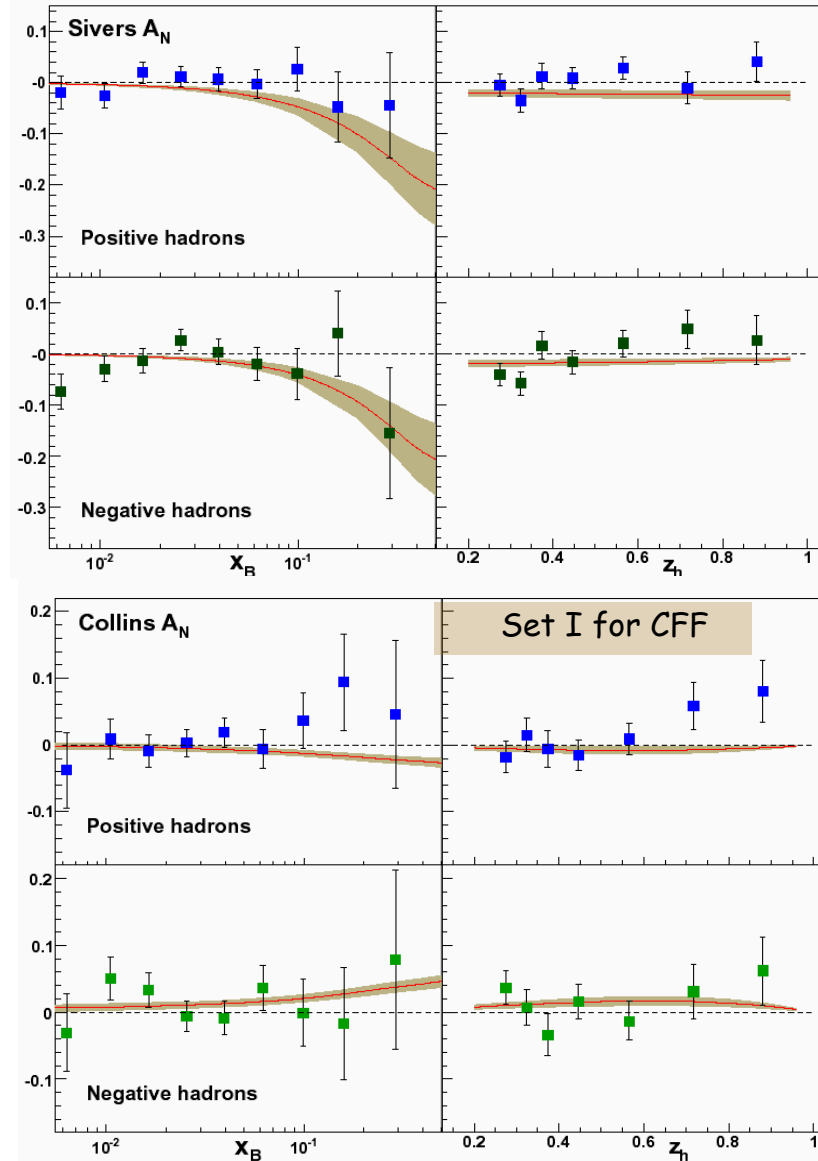 Sivers A_N
0.1
-0
-0.1
-0.2
-0.3
Positive hadrons
0.1
-0
-0.1
-0.2
-0.3
Negative hadrons
10^-2 x_B 10^-1 0.2 0.4 0.6 z_h 0.8 1
Collins A_N
Set I for CFF
0.2
0.1
0
-0.1
Positive hadrons
0.2
0.1
0
-0.1
Negative hadrons
10^-2 x_B 10^-1 0.2 0.4 0.6 z_h 0.8 1